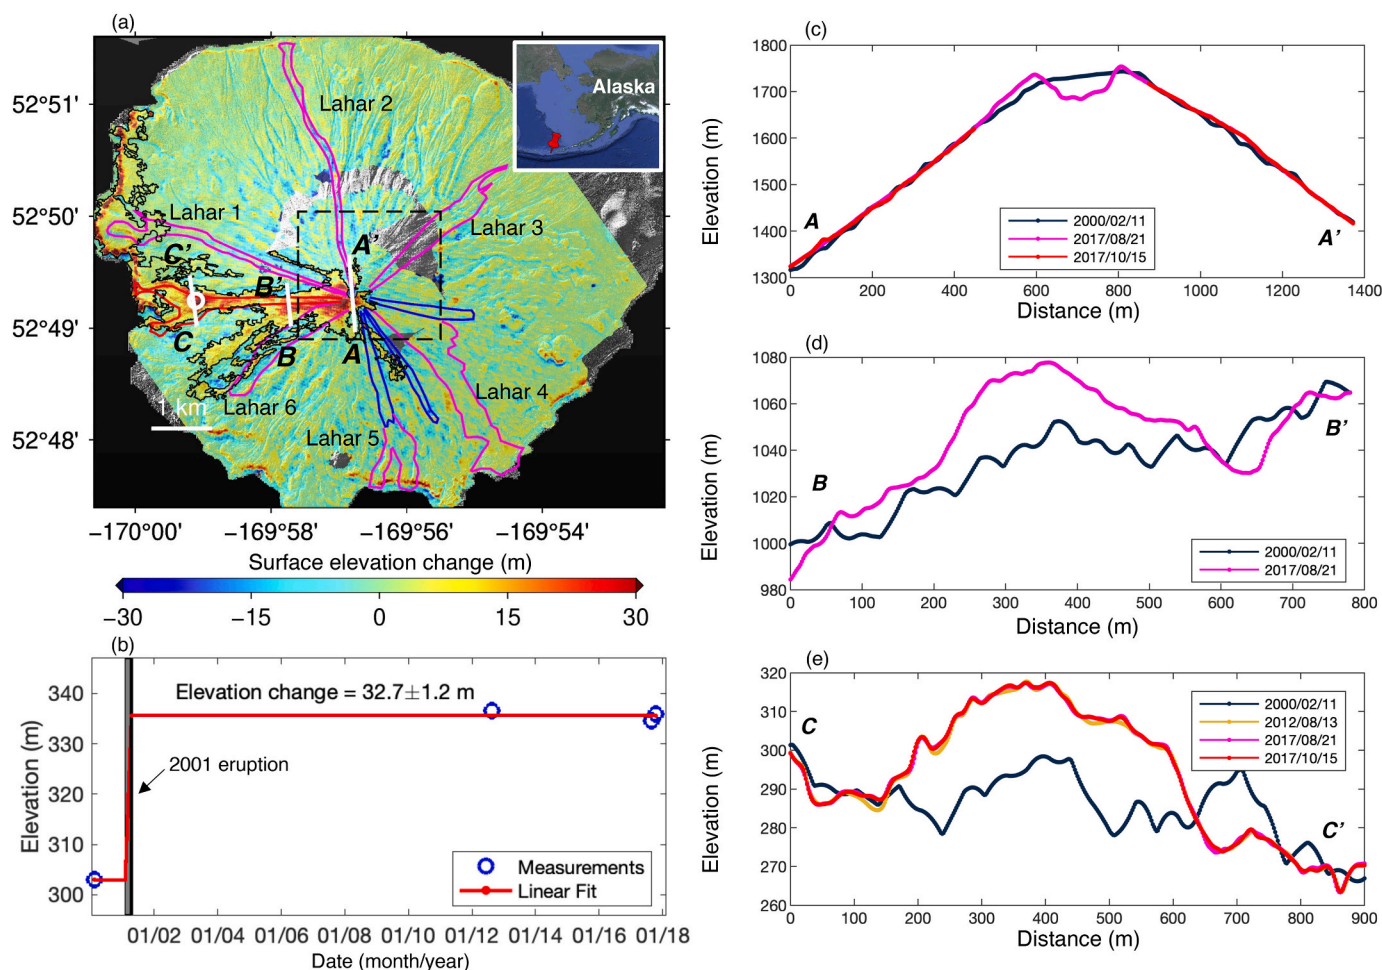 (a)
52°51'
52°50'
52°49'
52°48'
Lahar 2
Alaska
Lahar 1
Lahar 3
C'
A'
B'
C
B
A
Lahar 4
Lahar 6
1 km
Lahar 5
−170°00'
−169°58'
−169°56'
−169°54'
Surface elevation change (m)
−30
−15
0
15
30
(b)
Elevation (m)
340
330
320
310
300
Elevation change = 32.7±1.2 m
2001 eruption
Measurements
Linear Fit
01/02 01/04 01/06 01/08 01/10 01/12 01/14 01/16 01/18
Date (month/year)
(c)
Elevation (m)
1800
1700
1600
1500
1400
1300
A
A'
2000/02/11
2017/08/21
2017/10/15
0 200 400 600 800 1000 1200 1400
Distance (m)
(d)
Elevation (m)
1080
1060
1040
1020
1000
980
B
B'
2000/02/11
2017/08/21
0 100 200 300 400 500 600 700 800
Distance (m)
(e)
Elevation (m)
320
310
300
290
280
270
260
C
C'
2000/02/11
2012/08/13
2017/08/21
2017/10/15
0 100 200 300 400 500 600 700 800 900
Distance (m)